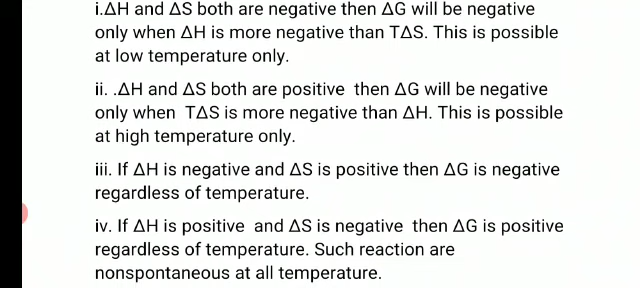 i.ΔH and ΔS both are negative then ΔG will be negative
only when ΔH is more negative than TΔS. This is possible
at low temperature only.
ii. .ΔH and ΔS both are positive  then ΔG will be negative
only when  TΔS is more negative than ΔH. This is possible
at high temperature only.
iii. If ΔH is negative and ΔS is positive then ΔG is negative
regardless of temperature.
iv. If ΔH is positive  and ΔS is negative  then ΔG is positive
regardless of temperature. Such reaction are
nonspontaneous at all temperature.